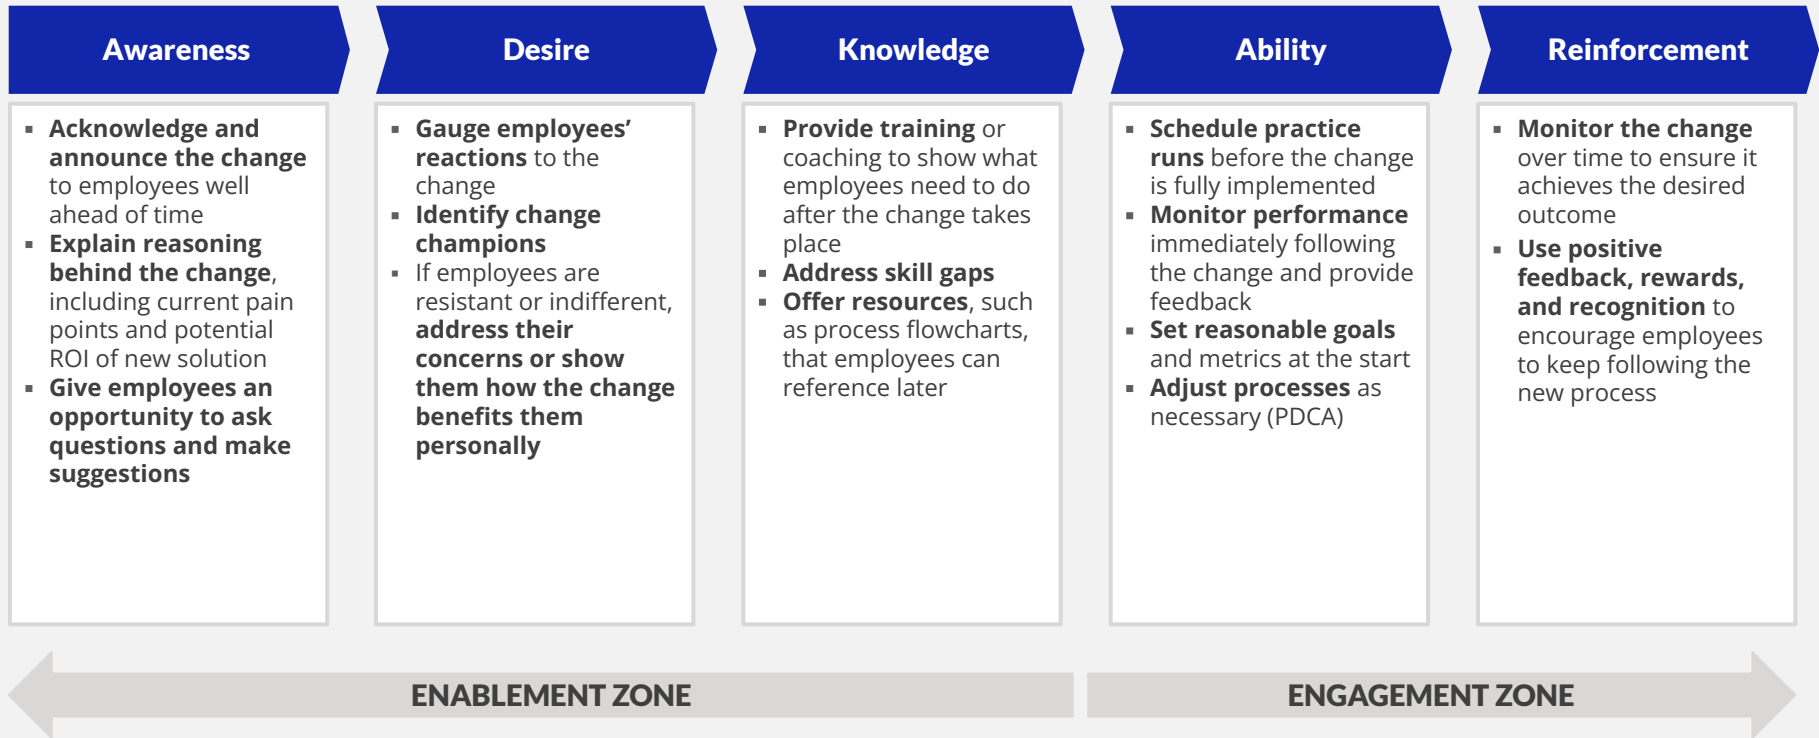 Awareness
▪ Acknowledge and
announce the change
to employees well
ahead of time
▪ Explain reasoning
behind the change,
including current pain
points and potential
ROI of new solution
▪ Give employees an
opportunity to ask
questions and make
suggestions
Desire
▪ Gauge employees’
reactions to the
change
▪ Identify change
champions
▪ If employees are
resistant or indifferent,
address their
concerns or show
them how the change
benefits them
personally
Knowledge
▪ Provide training or
coaching to show what
employees need to do
after the change takes
place
▪ Address skill gaps
▪ Offer resources, such
as process flowcharts,
that employees can
reference later
Ability
▪ Schedule practice
runs before the change
is fully implemented
▪ Monitor performance
immediately following
the change and provide
feedback
▪ Set reasonable goals
and metrics at the start
▪ Adjust processes as
necessary (PDCA)
Reinforcement
▪ Monitor the change
over time to ensure it
achieves the desired
outcome
▪ Use positive
feedback, rewards,
and recognition to
encourage employees
to keep following the
new process
ENABLEMENT ZONE
ENGAGEMENT ZONE